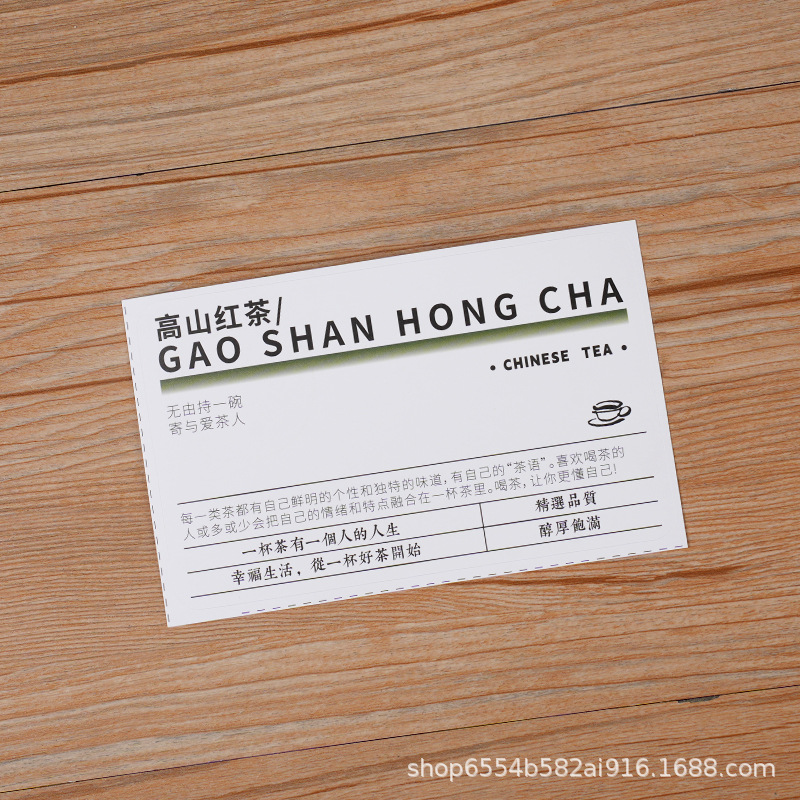 高山红茶/
GAO SHAN HONG CHA
• CHINESE TEA •
无由持一碗
寄与爱茶人
每一类茶都有自己鲜明的个性和独特的味道,有自己的“茶语”。喜欢喝茶的
人或多或少会把自己的情绪和特点融合在一杯茶里。喝茶,让你更懂自己!
一杯茶有一個人的人生
精選品質
幸福生活,從一杯好茶開始
醇厚飽滿
shop6554b582ai916.1688.com